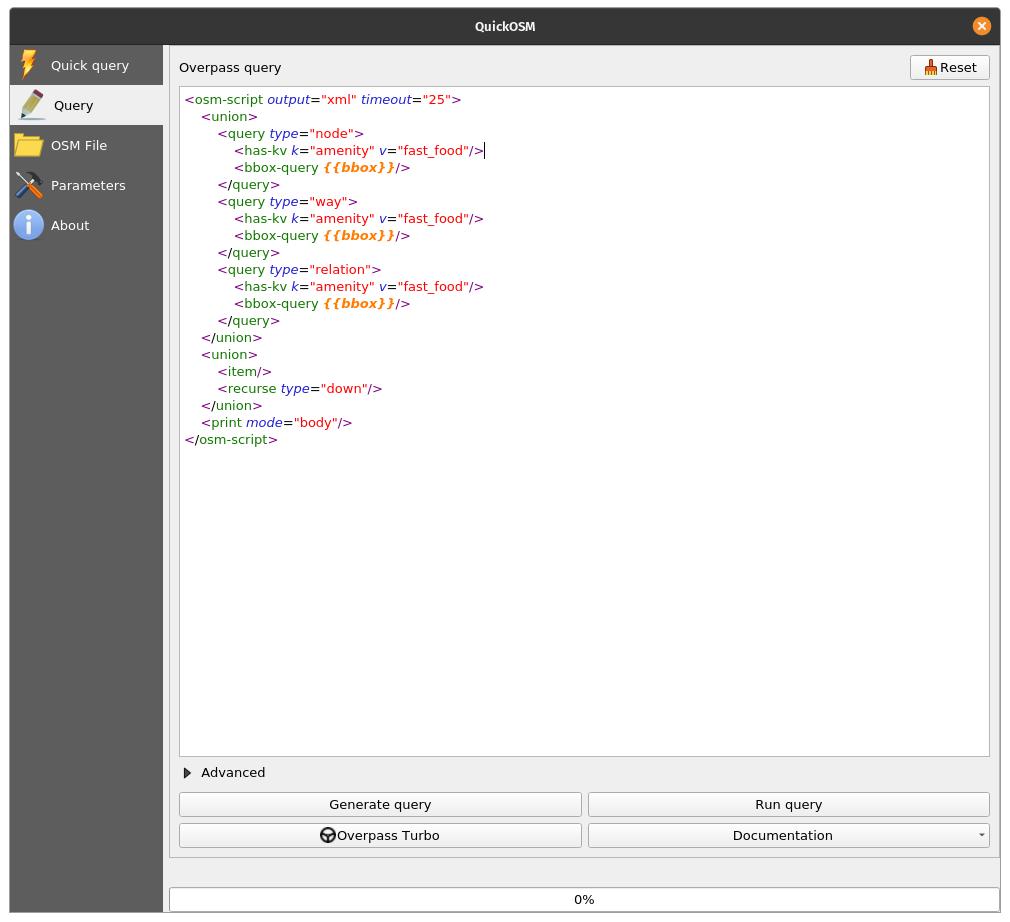 QuickOSM
Quick query
Query
OSM File
Parameters
About
Overpass query
Reset
<osm-script output="xml" timeout="25">
    <union>
        <query type="node">
            <has-kv k="amenity" v="fast_food"/>
            <bbox-query {{bbox}}/>
        </query>
        <query type="way">
            <has-kv k="amenity" v="fast_food"/>
            <bbox-query {{bbox}}/>
        </query>
        <query type="relation">
            <has-kv k="amenity" v="fast_food"/>
            <bbox-query {{bbox}}/>
        </query>
    </union>
    <union>
        <item/>
        <recurse type="down"/>
    </union>
    <print mode="body"/>
</osm-script>
Advanced
Generate query
Run query
Overpass Turbo
Documentation
0%